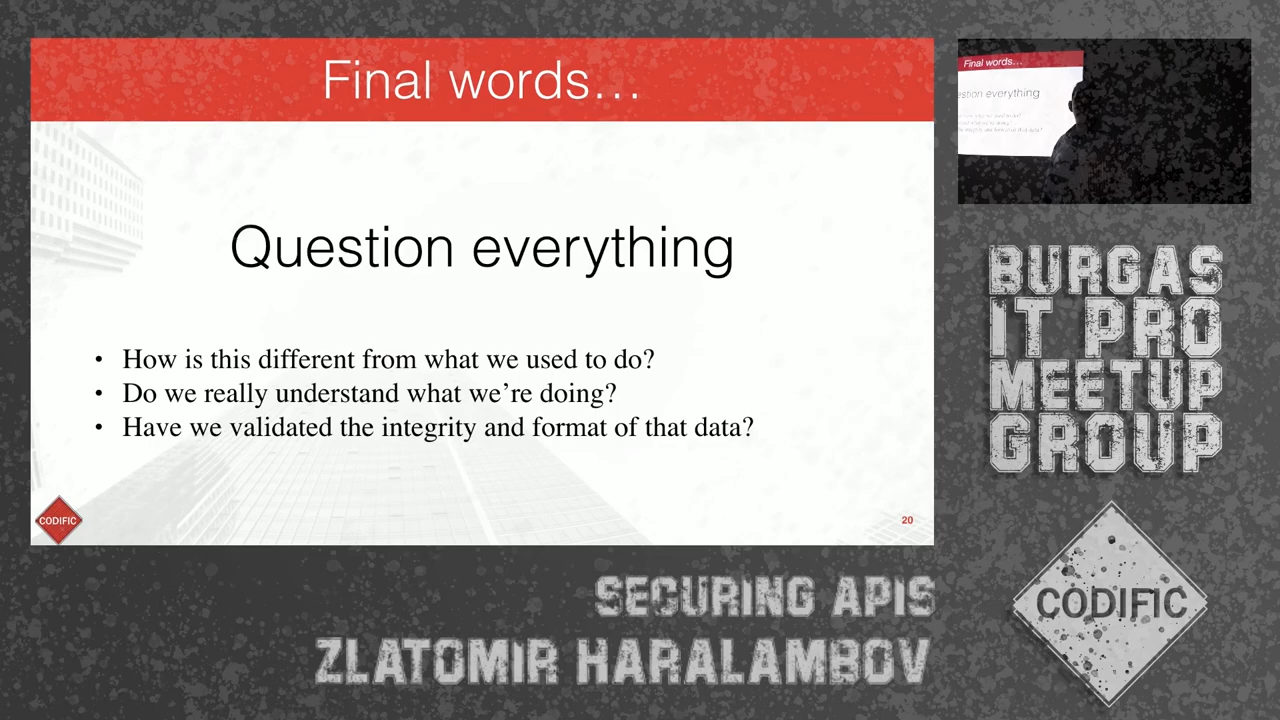 Final words…
Question everything
• How is this different from what we used to do?
• Do we really understand what we're doing?
• Have we validated the integrity and format of that data?
CODIFIC
20
Final words…
estion everything
BURGAS
IT PRO
MEETUP
GROUP
SECURING APIS
ZLATOMIR HARALAMBOV
CODIFIC